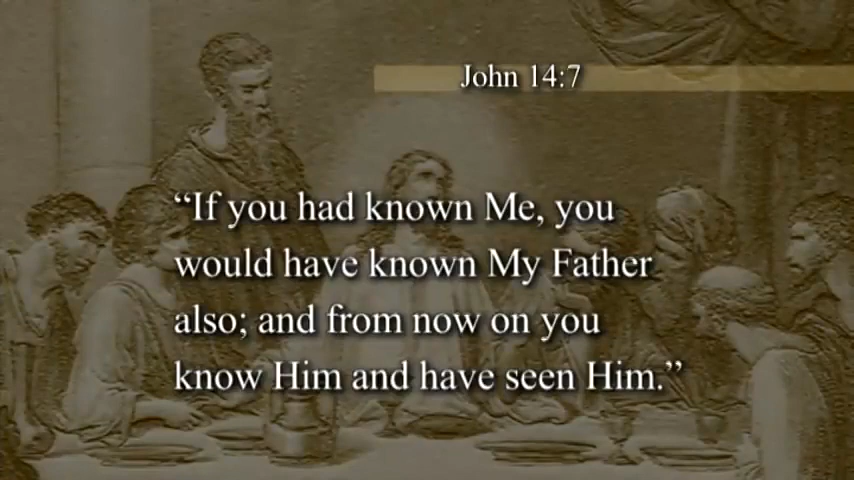 John 14:7
“If you had known Me, you
would have known My Father
also; and from now on you
know Him and have seen Him.”